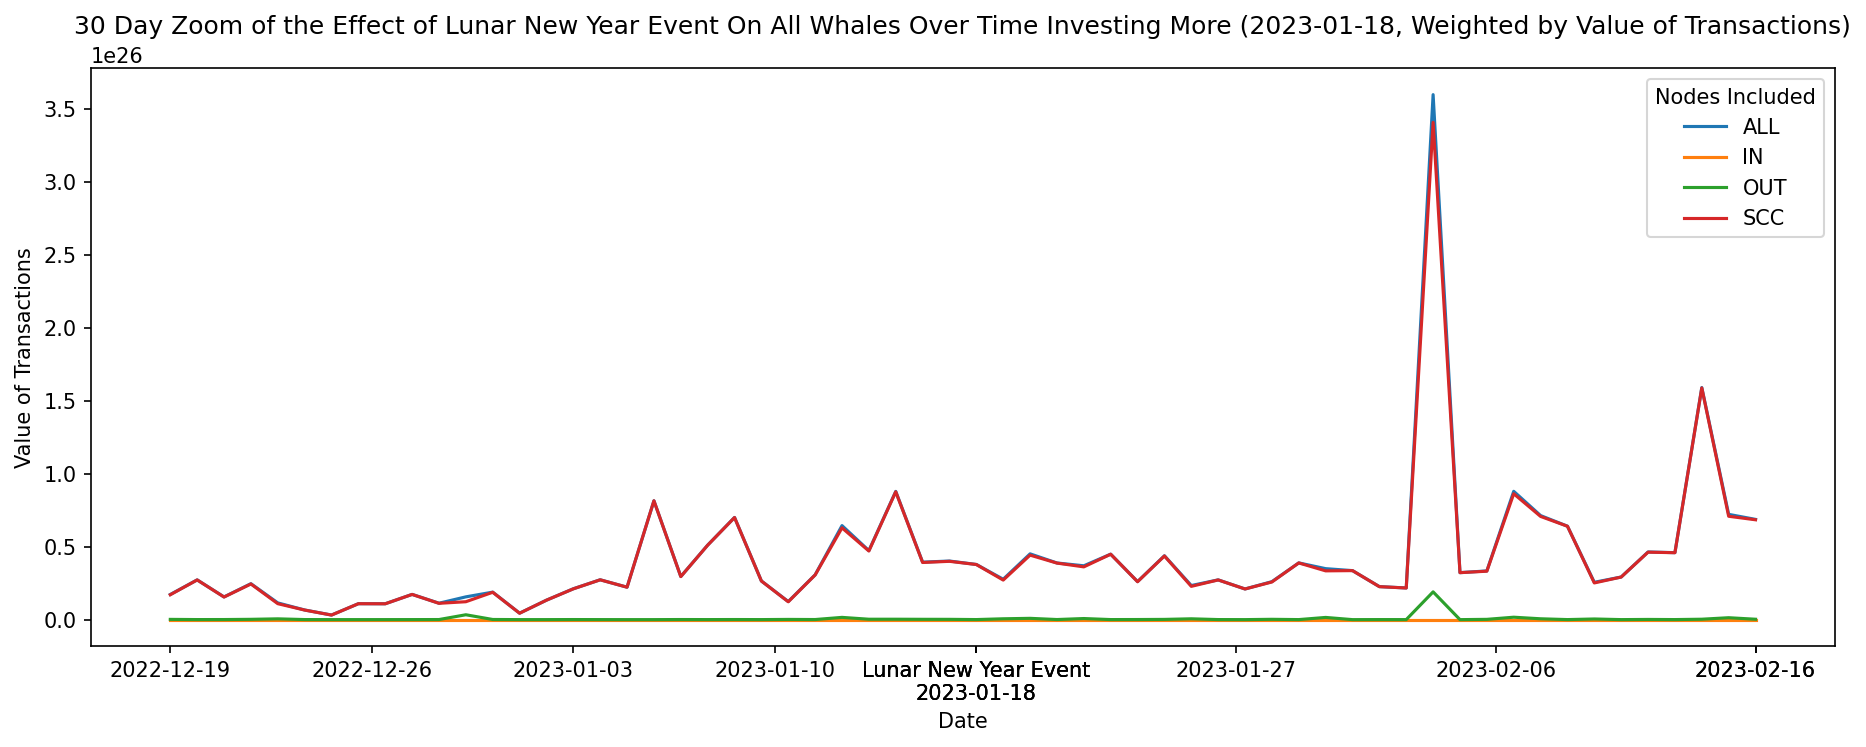 30 Day Zoom of the Effect of Lunar New Year Event On All Whales Over Time Investing More (2023-01-18, Weighted by Value of Transactions)
1e26
3.5
3.0
2.5
2.0
1.5
1.0
0.5
0.0
Value of Transactions
Nodes Included
ALL
IN
OUT
SCC
2022-12-19
2022-12-26
2023-01-03
2023-01-10
Lunar New Year Event
2023-01-18
2023-01-27
2023-02-06
2023-02-16
Date